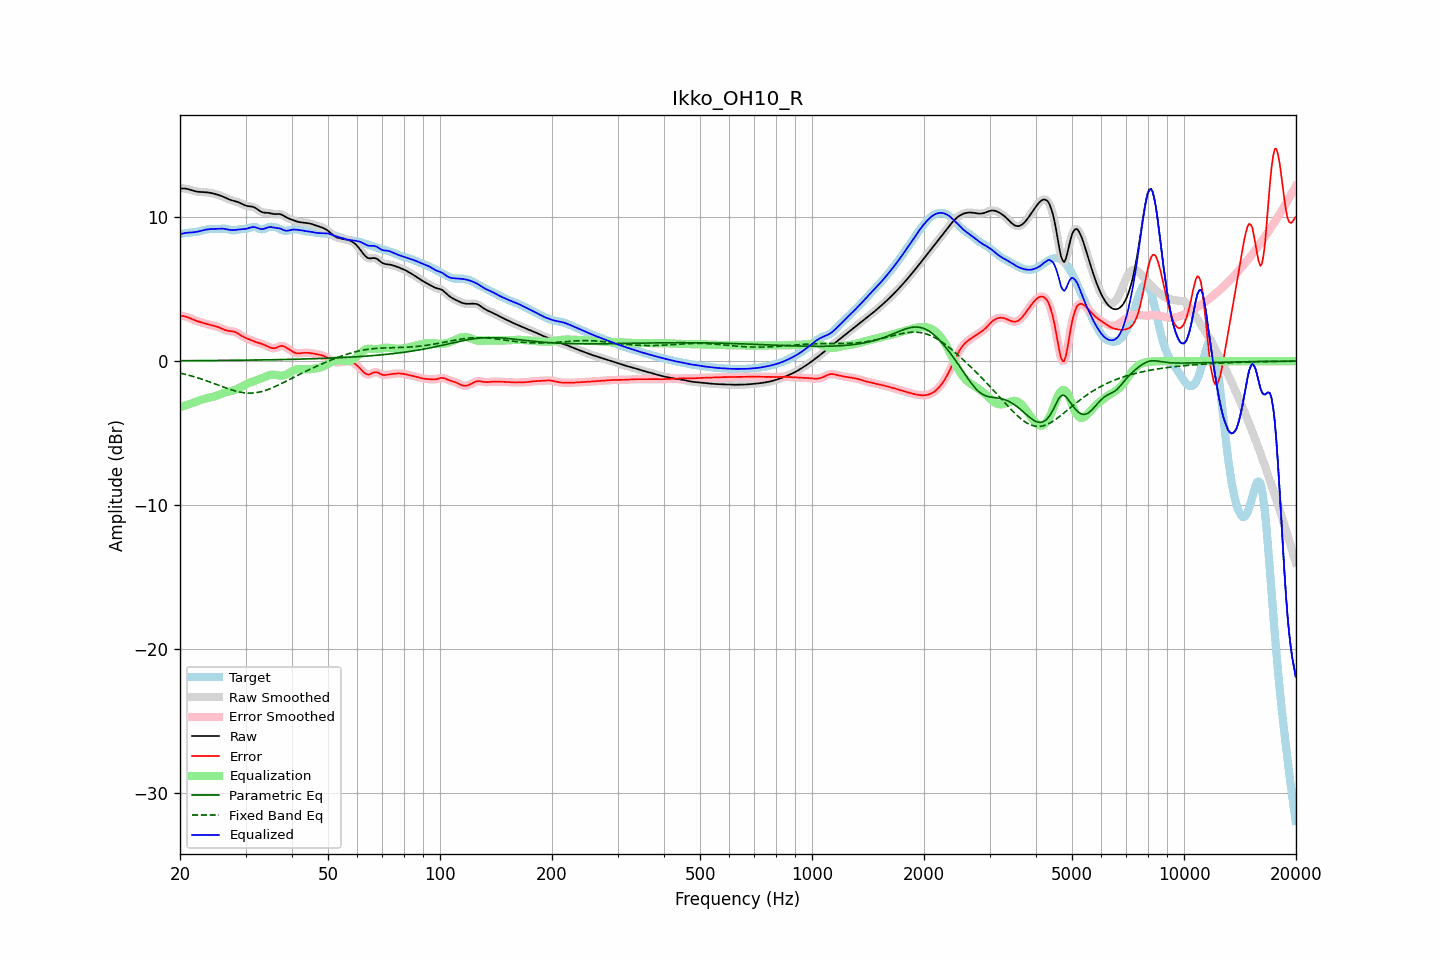 Ikko_OH10_R
Amplitude (dBr)
10
0
−10
−20
−30
Target
Raw Smoothed
Error Smoothed
Raw
Error
Equalization
Parametric Eq
Fixed Band Eq
Equalized
20 50 100 200 500 1000 2000 5000 10000 20000
Frequency (Hz)